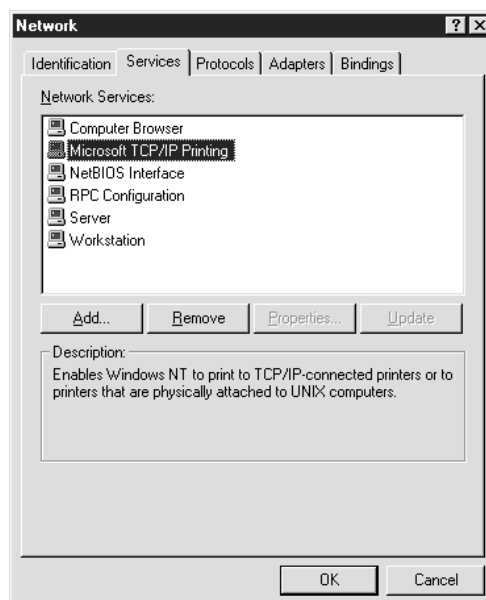 Network
Identification Services Protocols Adapters Bindings
Network Services:
Computer Browser
Microsoft TCP/IP Printing
NetBIOS Interface
RPC Configuration
Server
Workstation
Add... Remove Properties... Update
Description:
Enables Windows NT to print to TCP/IP-connected printers or to
printers that are physically attached to UNIX computers.
OK Cancel